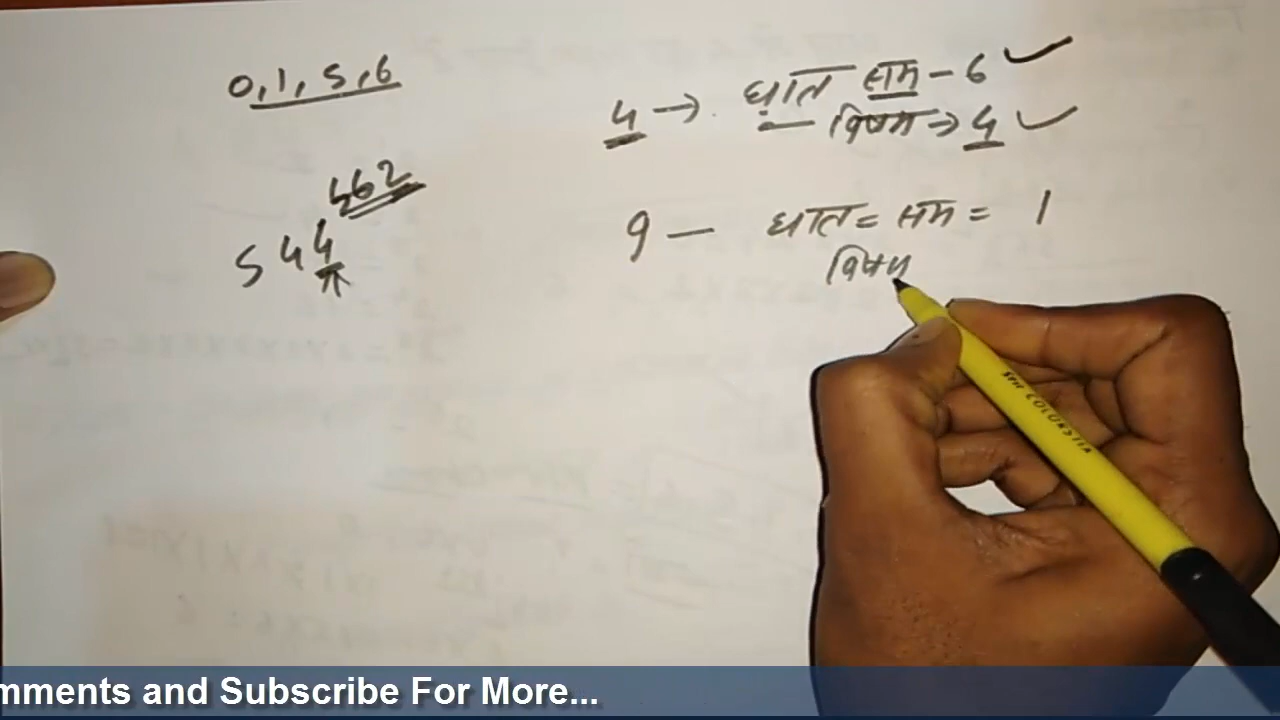 0,1,5,6
4 → घात सम - 6 ✓
— विषम → 4 ✓
544^462
9 — घात = सम = 1
विषम
mments and Subscribe For More...